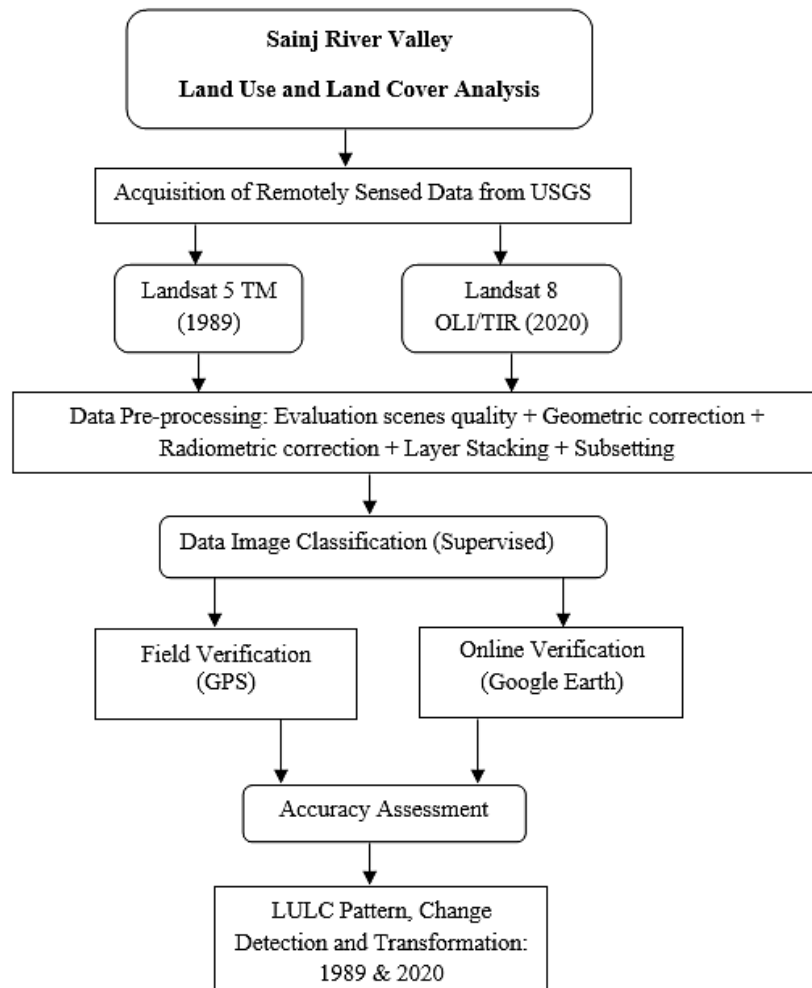 Sainj River Valley
Land Use and Land Cover Analysis
Acquisition of Remotely Sensed Data from USGS
Landsat 5 TM
(1989)
Landsat 8
OLI/TIR (2020)
Data Pre-processing: Evaluation scenes quality + Geometric correction +
Radiometric correction + Layer Stacking + Subsetting
Data Image Classification (Supervised)
Field Verification
(GPS)
Online Verification
(Google Earth)
Accuracy Assessment
LULC Pattern, Change
Detection and Transformation:
1989 & 2020